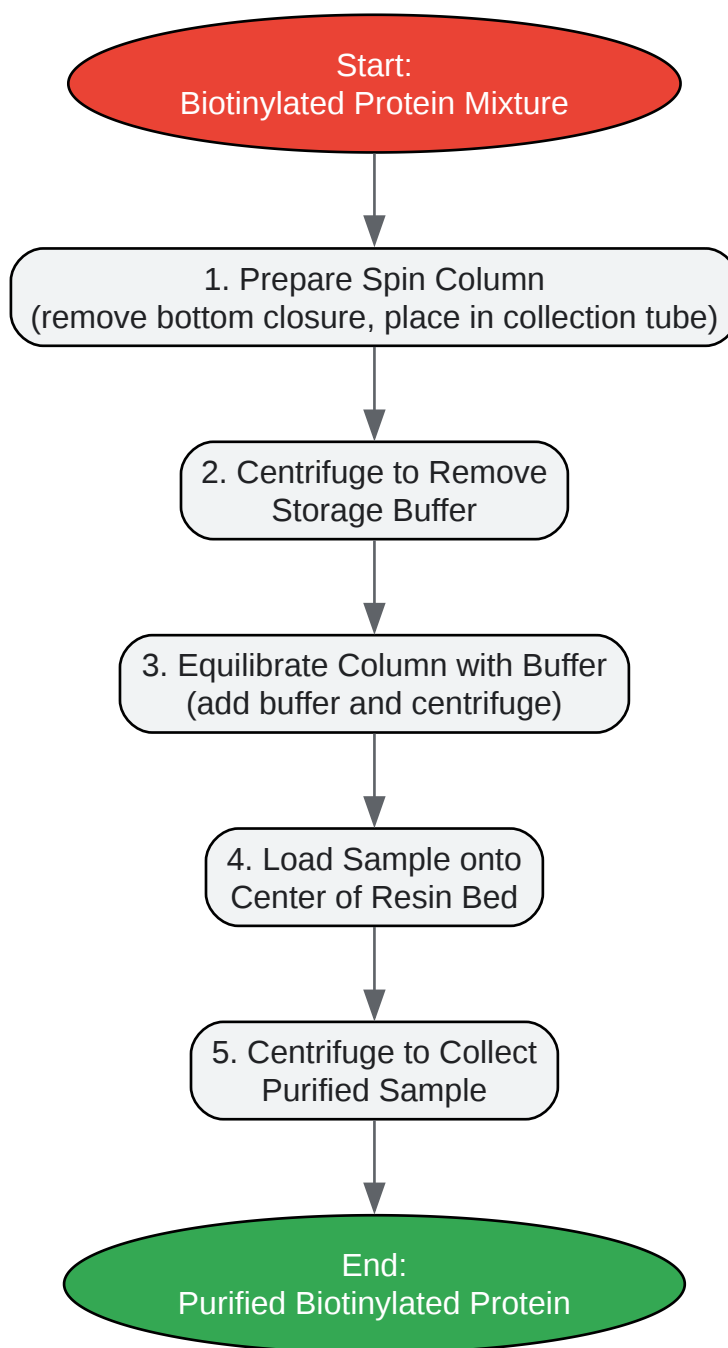 Start:
Biotinylated Protein Mixture
1. Prepare Spin Column
(remove bottom closure, place in collection tube)
2. Centrifuge to Remove
Storage Buffer
3. Equilibrate Column with Buffer
(add buffer and centrifuge)
4. Load Sample onto
Center of Resin Bed
5. Centrifuge to Collect
Purified Sample
End:
Purified Biotinylated Protein